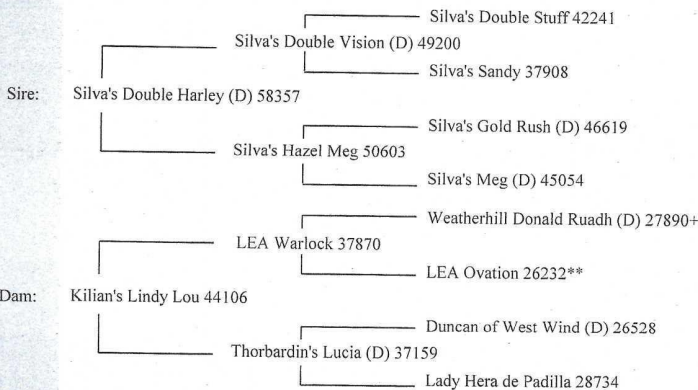 Silva's Double Stuff 42241
Silva's Double Vision (D) 49200
Silva's Sandy 37908
Sire: Silva's Double Harley (D) 58357
Silva's Gold Rush (D) 46619
Silva's Hazel Meg 50603
Silva's Meg (D) 45054
Weatherhill Donald Ruadh (D) 27890+
LEA Warlock 37870
LEA Ovation 26232**
Dam: Kilian's Lindy Lou 44106
Duncan of West Wind (D) 26528
Thorbardin's Lucia (D) 37159
Lady Hera de Padilla 28734